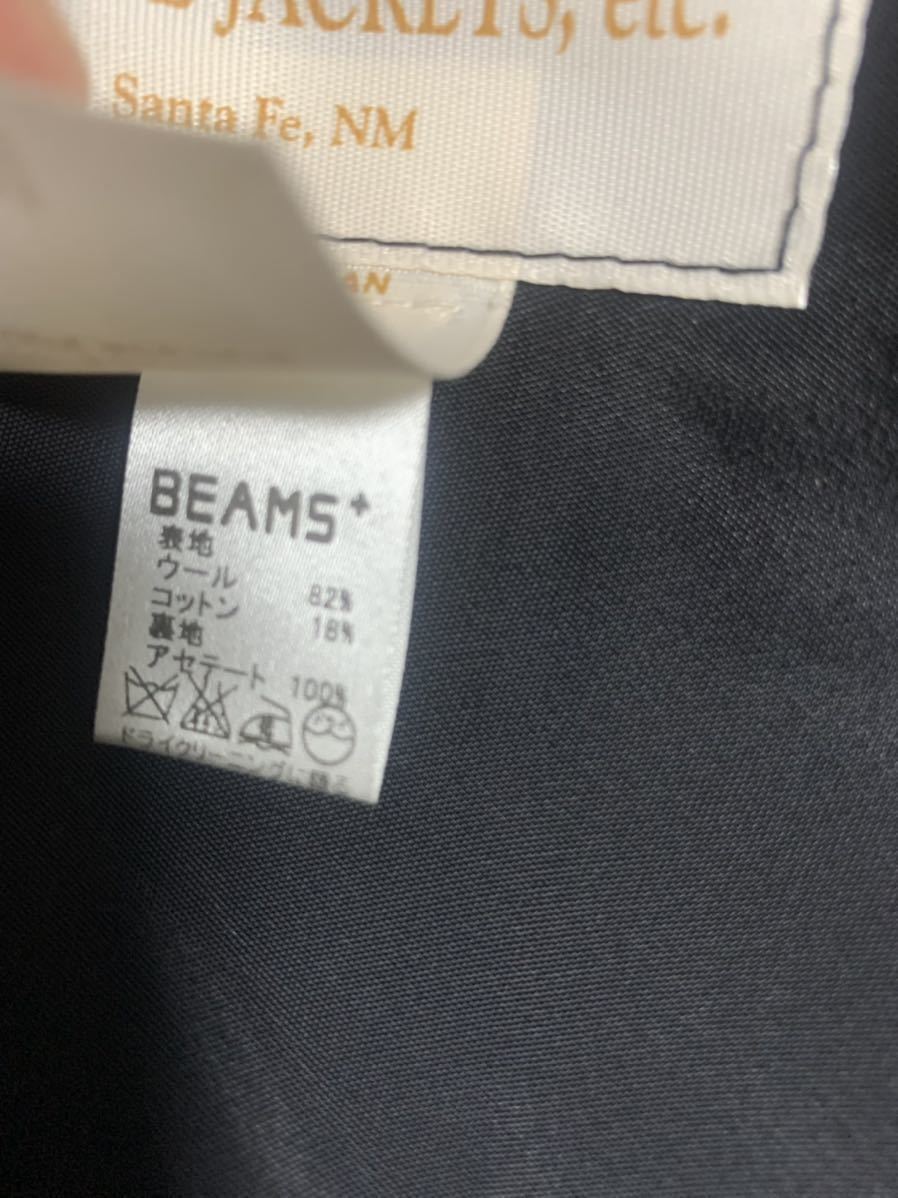 JACKETS, etc.
Santa Fe, NM
AN
BEAMS+
表地
ウール 82%
コットン 18%
裏地
アセテート 100%
ドライクリーニングに限る